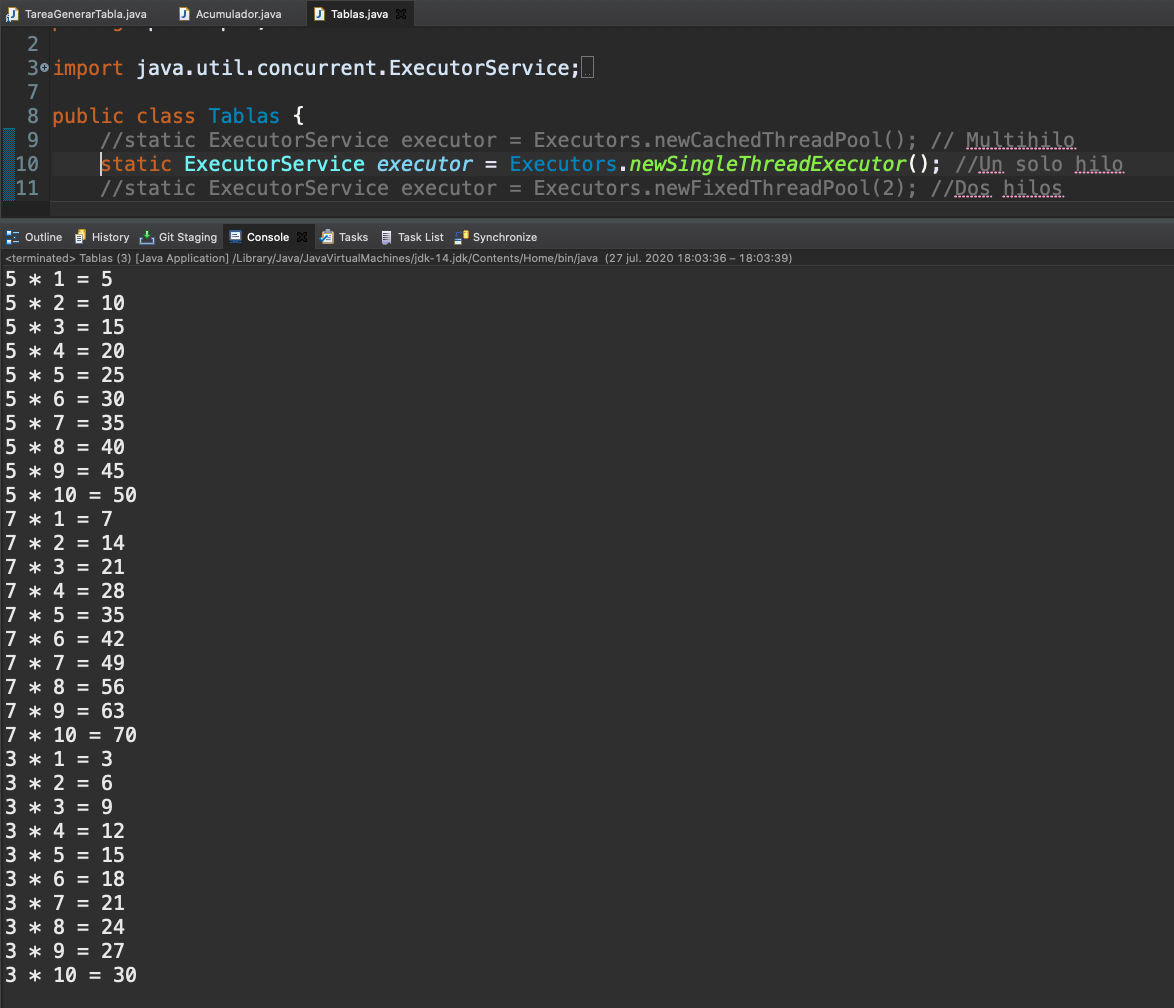 TareaGenerarTabla.java Acumulador.java Tablas.java
2
3 import java.util.concurrent.ExecutorService;
7
8 public class Tablas {
9 //static ExecutorService executor = Executors.newCachedThreadPool(); // Multihilo
10 static ExecutorService executor = Executors.newSingleThreadExecutor(); //Un solo hilo
11 //static ExecutorService executor = Executors.newFixedThreadPool(2); //Dos hilos
Outline History Git Staging Console Tasks Task List Synchronize
<terminated> Tablas (3) [Java Application] /Library/Java/JavaVirtualMachines/jdk-14.jdk/Contents/Home/bin/java (27 jul. 2020 18:03:36 – 18:03:39)
5 * 1 = 5
5 * 2 = 10
5 * 3 = 15
5 * 4 = 20
5 * 5 = 25
5 * 6 = 30
5 * 7 = 35
5 * 8 = 40
5 * 9 = 45
5 * 10 = 50
7 * 1 = 7
7 * 2 = 14
7 * 3 = 21
7 * 4 = 28
7 * 5 = 35
7 * 6 = 42
7 * 7 = 49
7 * 8 = 56
7 * 9 = 63
7 * 10 = 70
3 * 1 = 3
3 * 2 = 6
3 * 3 = 9
3 * 4 = 12
3 * 5 = 15
3 * 6 = 18
3 * 7 = 21
3 * 8 = 24
3 * 9 = 27
3 * 10 = 30